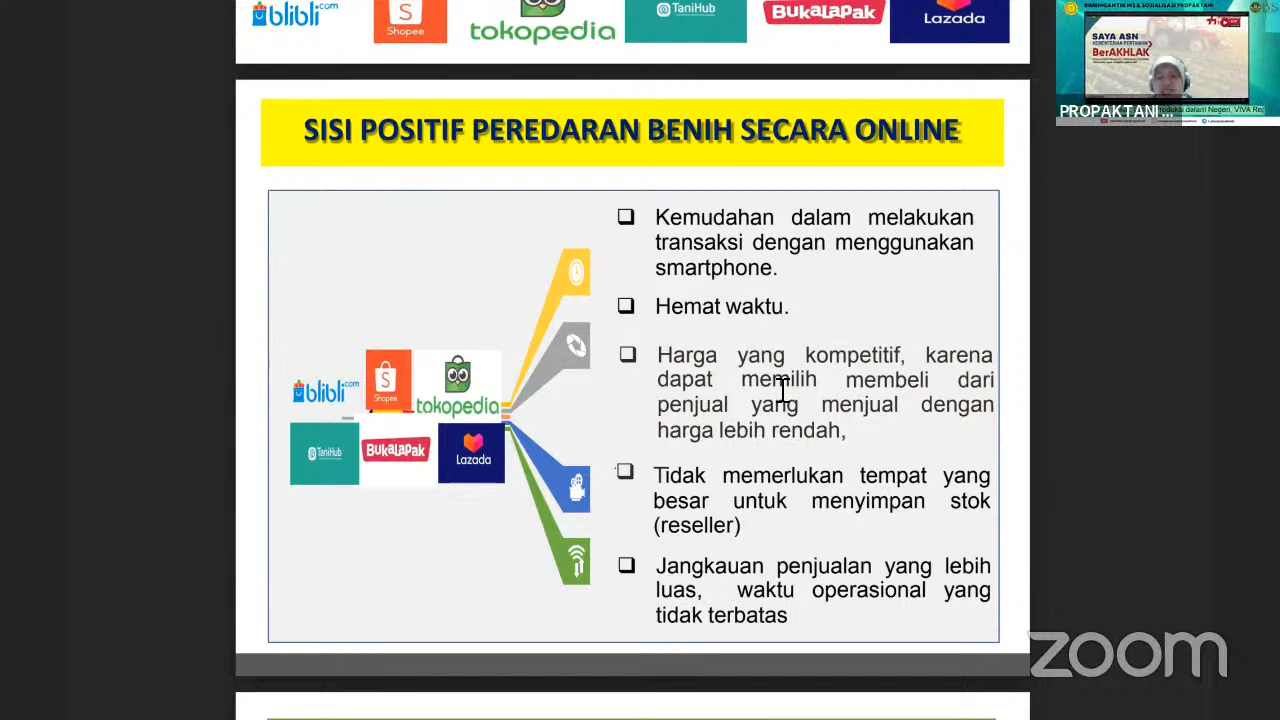 blibli.com
Shopee
tokopedia
TaniHub
BukaLapak
Lazada
SAYA ASN
KEMENTERIAN PERTANIAN
BerAKHLAK
PROPAKTANI ...
SISI POSITIF PEREDARAN BENIH SECARA ONLINE
❑ Kemudahan dalam melakukan
transaksi dengan menggunakan
smartphone.
❑ Hemat waktu.
❑ Harga yang kompetitif, karena
dapat memilih membeli dari
penjual yang menjual dengan
harga lebih rendah,
❑ Tidak memerlukan tempat yang
besar untuk menyimpan stok
(reseller)
❑ Jangkauan penjualan yang lebih
luas, waktu operasional yang
tidak terbatas
blibli.com
Shopee
tokopedia
TaniHub
BukaLapak
Lazada
zoom